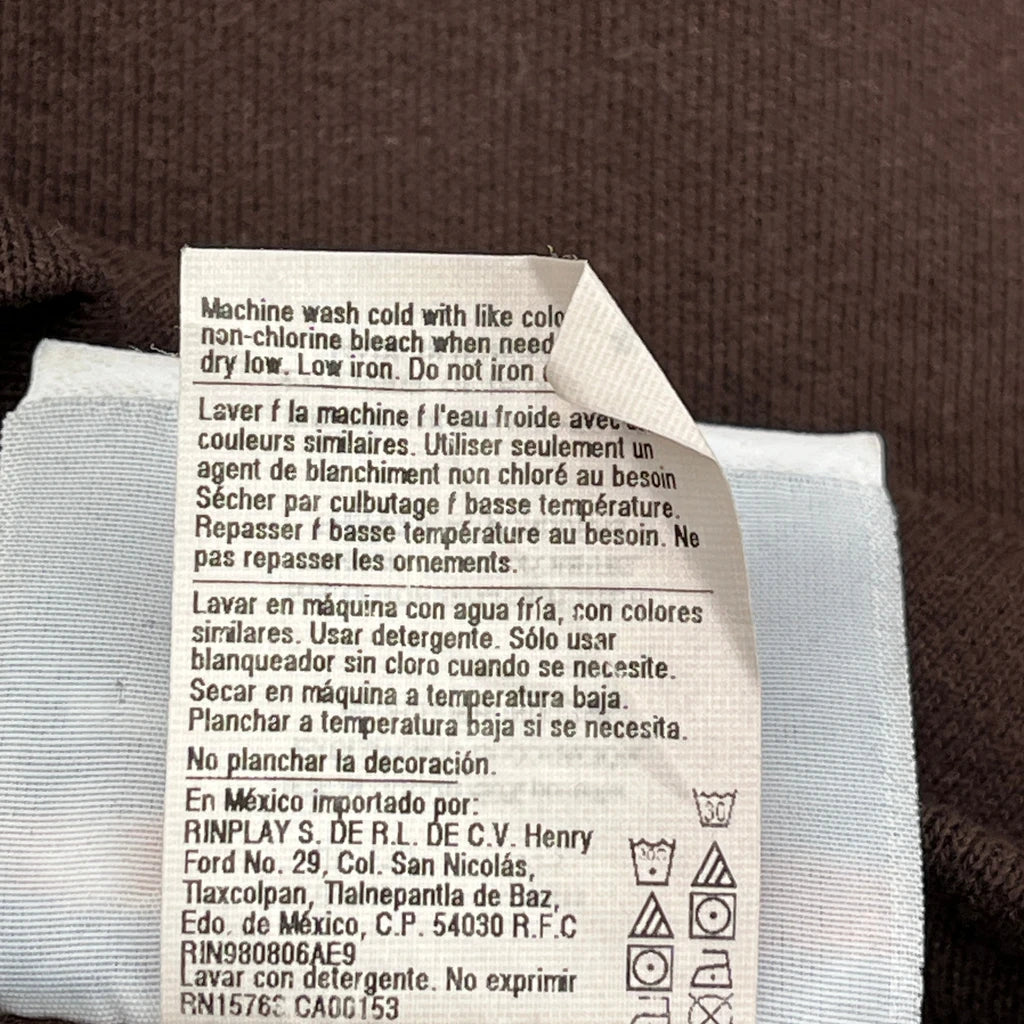 Machine wash cold with like
non-chlorine bleach when
dry low. Low iron. Do not iron
Laver f la machine f l'eau froide avec
couleurs similaires. Utiliser seulement un
agent de blanchiment non chloré au besoin
Sécher par culbutage f basse température.
Repasser f basse température au besoin. Ne
pas repasser les ornements.
Lavar en máquina con agua fría, con colores
similares. Usar detergente. Sólo usar
blanqueador sin cloro cuando se necesite.
Secar en máquina a temperatura baja.
Planchar a temperatura baja si se necesita.
No planchar la decoración.
En México importado por:
RINPLAY S. DE R.L. DE C.V. Henry
Ford No. 29, Col. San Nicolás,
Tlaxcolpan, Tlalnepantla de Baz,
Edo. de México, C.P. 54030 R.F.C
RIN980806AE9
Lavar con detergente. No exprimir
CA00153
30